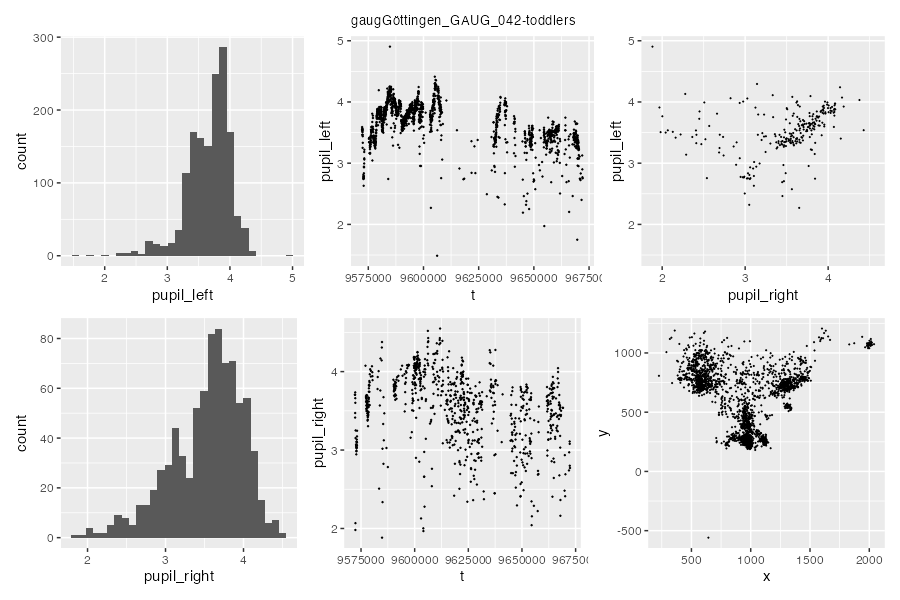 gaugGöttingen_GAUG_042-toddlers
300
200
100
0
count
2 3 4 5
pupil_left
5
4
3
2
pupil_left
9575000 9600000 9625000 9650000 967500
t
5
4
3
2
pupil_left
2 3 4
pupil_right
80
60
40
20
0
count
2 3 4
pupil_right
4
3
2
pupil_right
9575000 9600000 9625000 9650000 967500
t
1000
500
0
-500
y
500 1000 1500 2000
x